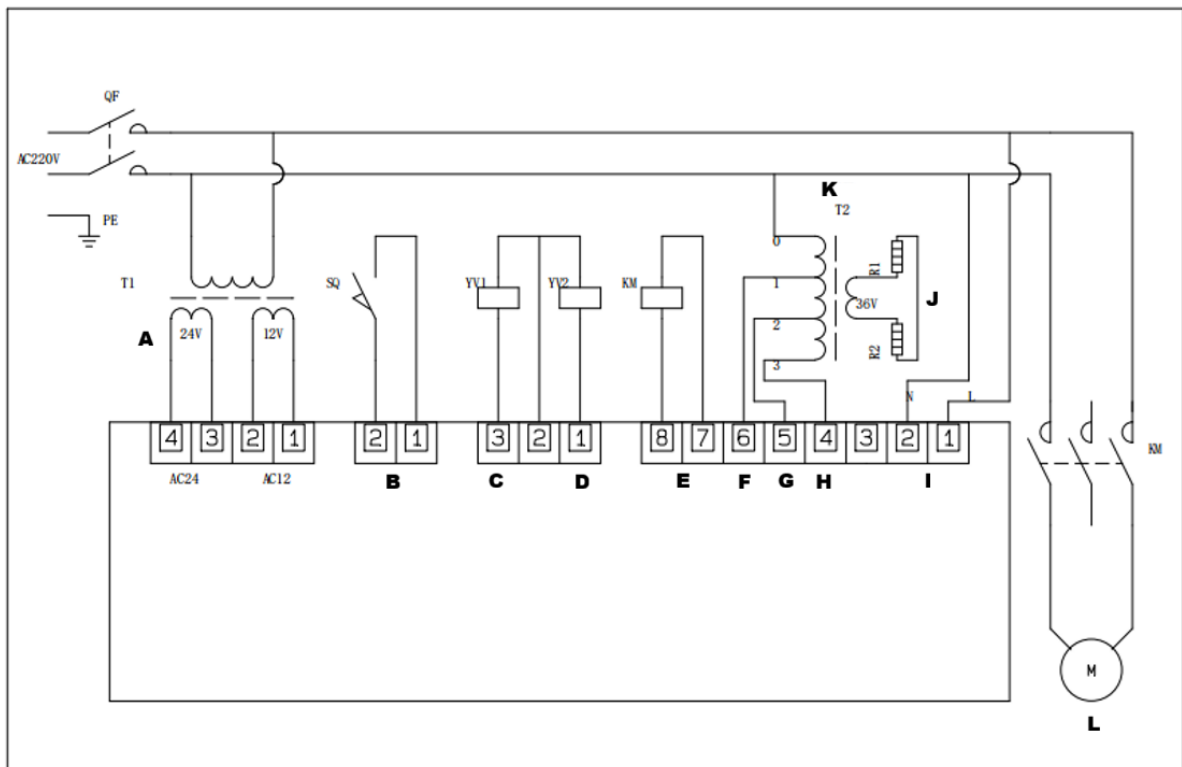 QF
AC220V
PE
K
T2
T1
SQ
YV1
YV2
KM
0
1
2
3
36V
R1
R2
J
A
24V
12V
N
L
4 3 2 1
2 1
3 2 1
8 7 6 5 4 3 2 1
KM
AC24
AC12
B
C
D
E
F
G
H
I
M
L